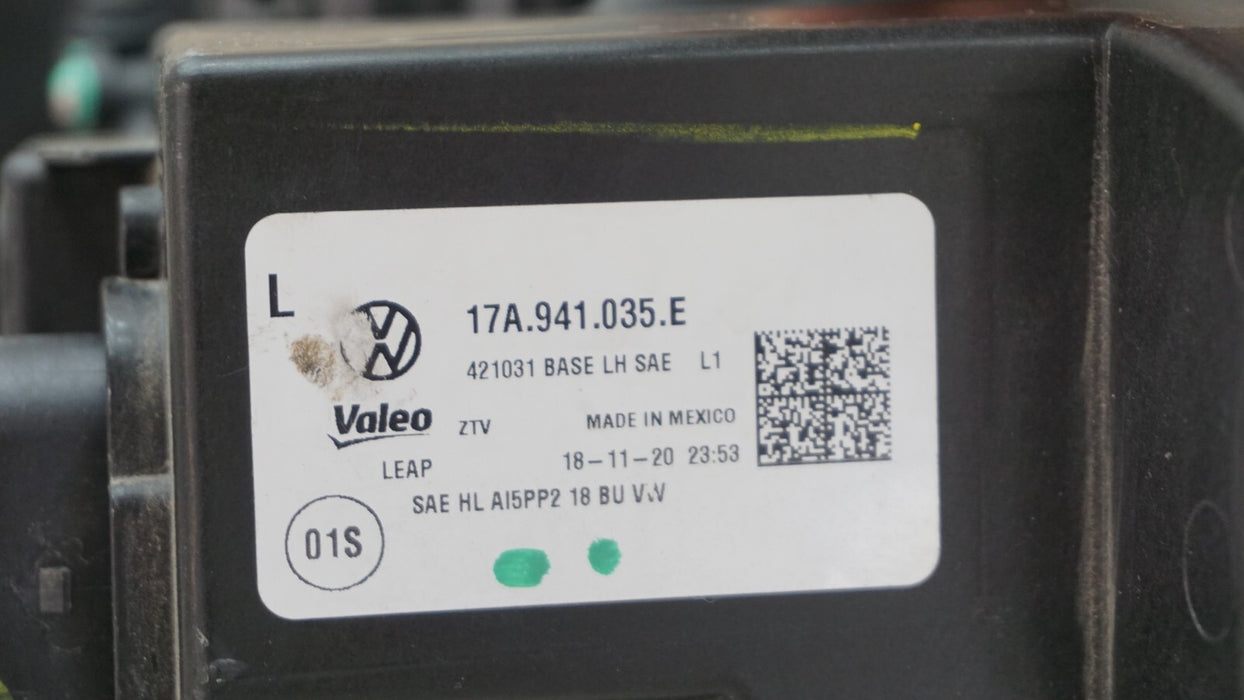 L
17A.941.035.E
421031 BASE LH SAE L1
Valeo ZTV MADE IN MEXICO
LEAP 18-11-20 23:53
SAE HL AI5PP2 18 BU VW
01S